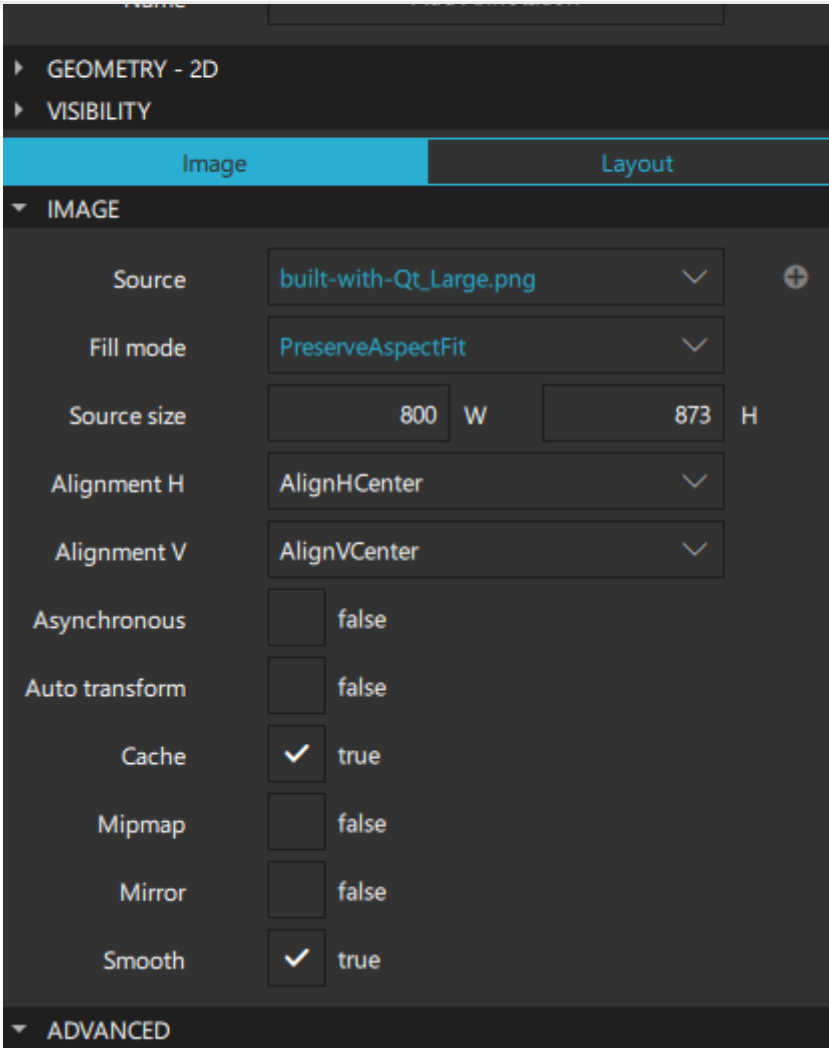 Name
GEOMETRY - 2D
VISIBILITY
Image Layout
IMAGE
Source built-with-Qt_Large.png
Fill mode PreserveAspectFit
Source size 800 W 873 H
Alignment H AlignHCenter
Alignment V AlignVCenter
Asynchronous false
Auto transform false
Cache true
Mipmap false
Mirror false
Smooth true
ADVANCED